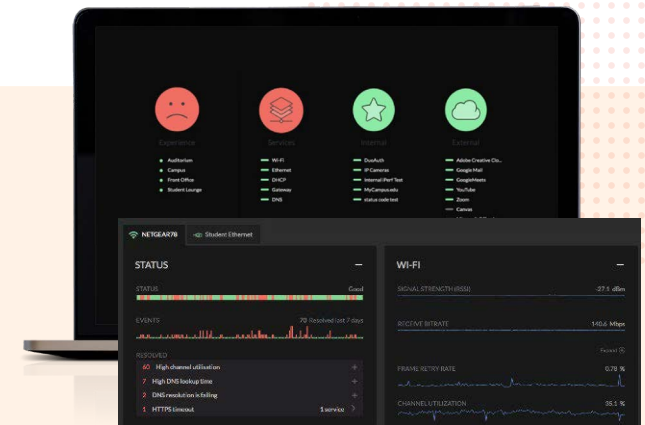 Experience Services Internal External
Auditorium
Campus
Front Office
Student Lounge
Wi-Fi
Ethernet
DHCP
Gateway
DNS
DuoAuth
IP Cameras
Internal iPerf Test
MyCampus.edu
status code test
Adobe Creative Clo...
Google Mail
GoogleMeets
YouTube
Zoom
Canvas
NETGEAR78 Student Ethernet
STATUS
STATUS Good
EVENTS 70 Resolved last 7 days
RESOLVED
60 High channel utilisation
7 High DNS lookup time
2 DNS resolution is failing
1 HTTPS timeout 1 service
WI-FI
SIGNAL STRENGTH (RSSI) -27.1 dBm
RECEIVE BITRATE 140.6 Mbps
Expand
FRAME RETRY RATE 0.78 %
CHANNEL UTILIZATION 35.1 %